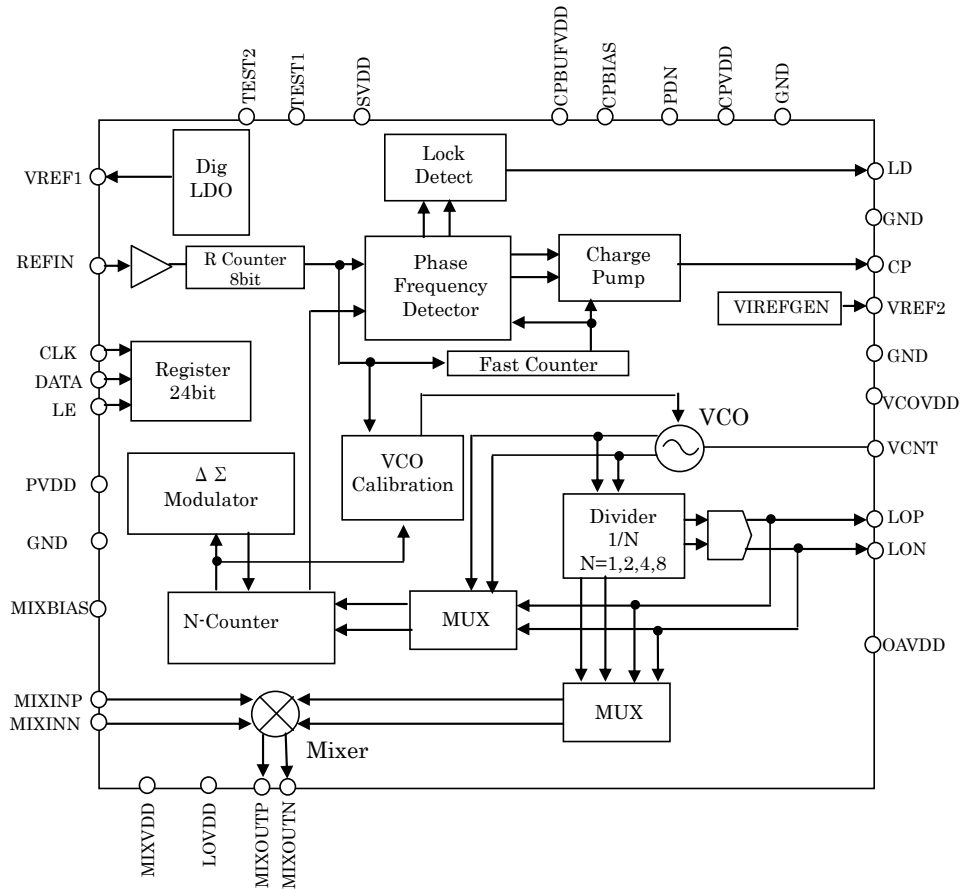 TEST2
TEST1
SVDD
CPBUFVDD
CPBIAS
PDN
CPVDD
GND
VREF1
Dig
LDO
Lock
Detect
LD
GND
REFIN
R Counter
8bit
Phase
Frequency
Detector
Charge
Pump
CP
VIREFGEN
VREF2
CLK
DATA
LE
Register
24bit
Fast Counter
GND
VCOVDD
VCO
VCNT
PVDD
Δ Σ
Modulator
VCO
Calibration
Divider
1/N
N=1,2,4,8
LOP
LON
GND
MIXBIAS
N-Counter
MUX
OAVDD
MIXINP
MIXINN
Mixer
MUX
MIXVDD
LOVDD
MIXOUTP
MIXOUTN